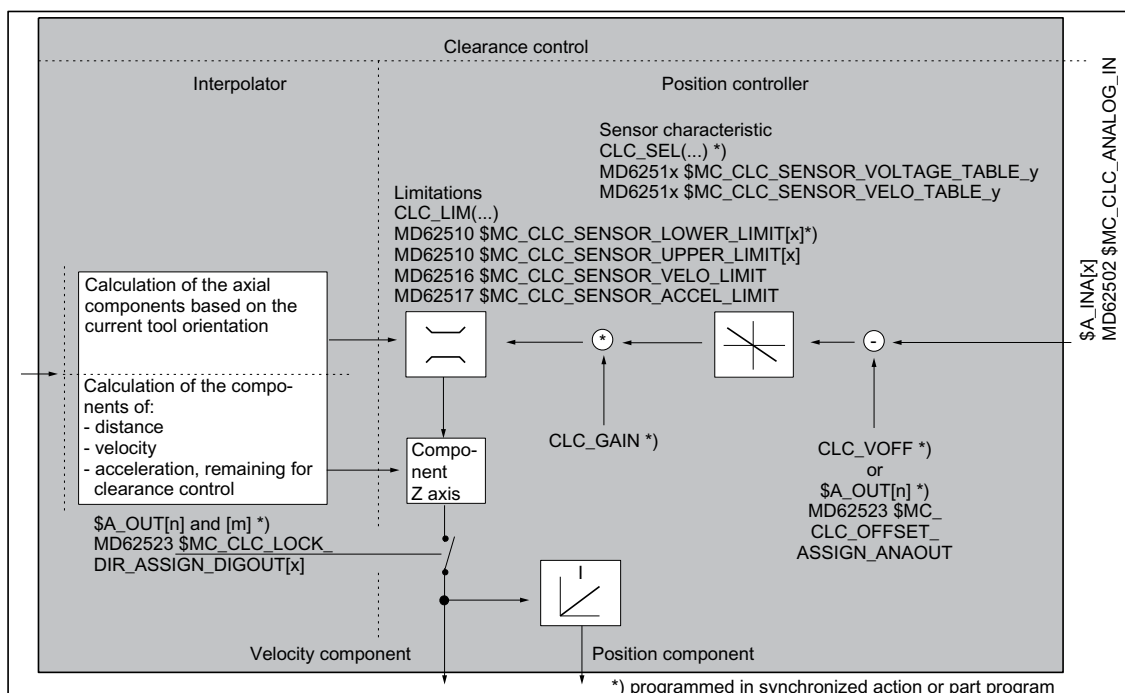 Clearance control
Interpolator
Position controller
Sensor characteristic
CLC_SEL(...) *)
MD6251x $MC_CLC_SENSOR_VOLTAGE_TABLE_y
MD6251x $MC_CLC_SENSOR_VELO_TABLE_y
Limitations
CLC_LIM(...)
MD62510 $MC_CLC_SENSOR_LOWER_LIMIT[x]*)
MD62510 $MC_CLC_SENSOR_UPPER_LIMIT[x]
MD62516 $MC_CLC_SENSOR_VELO_LIMIT
MD62517 $MC_CLC_SENSOR_ACCEL_LIMIT
$A_INA[x]
MD62502 $MC_CLC_ANALOG_IN
Calculation of the axial
components based on the
current tool orientation
Calculation of the compo-
nents of:
- distance
- velocity
- acceleration, remaining for
clearance control
*
-
CLC_GAIN *)
CLC_VOFF *)
or
$A_OUT[n] *)
MD62523 $MC_
CLC_OFFSET_
ASSIGN_ANAOUT
Compo-
nent
Z axis
$A_OUT[n] and [m] *)
MD62523 $MC_CLC_LOCK_
DIR_ASSIGN_DIGOUT[x]
I
Velocity component
Position component
*) programmed in synchronized action or part program